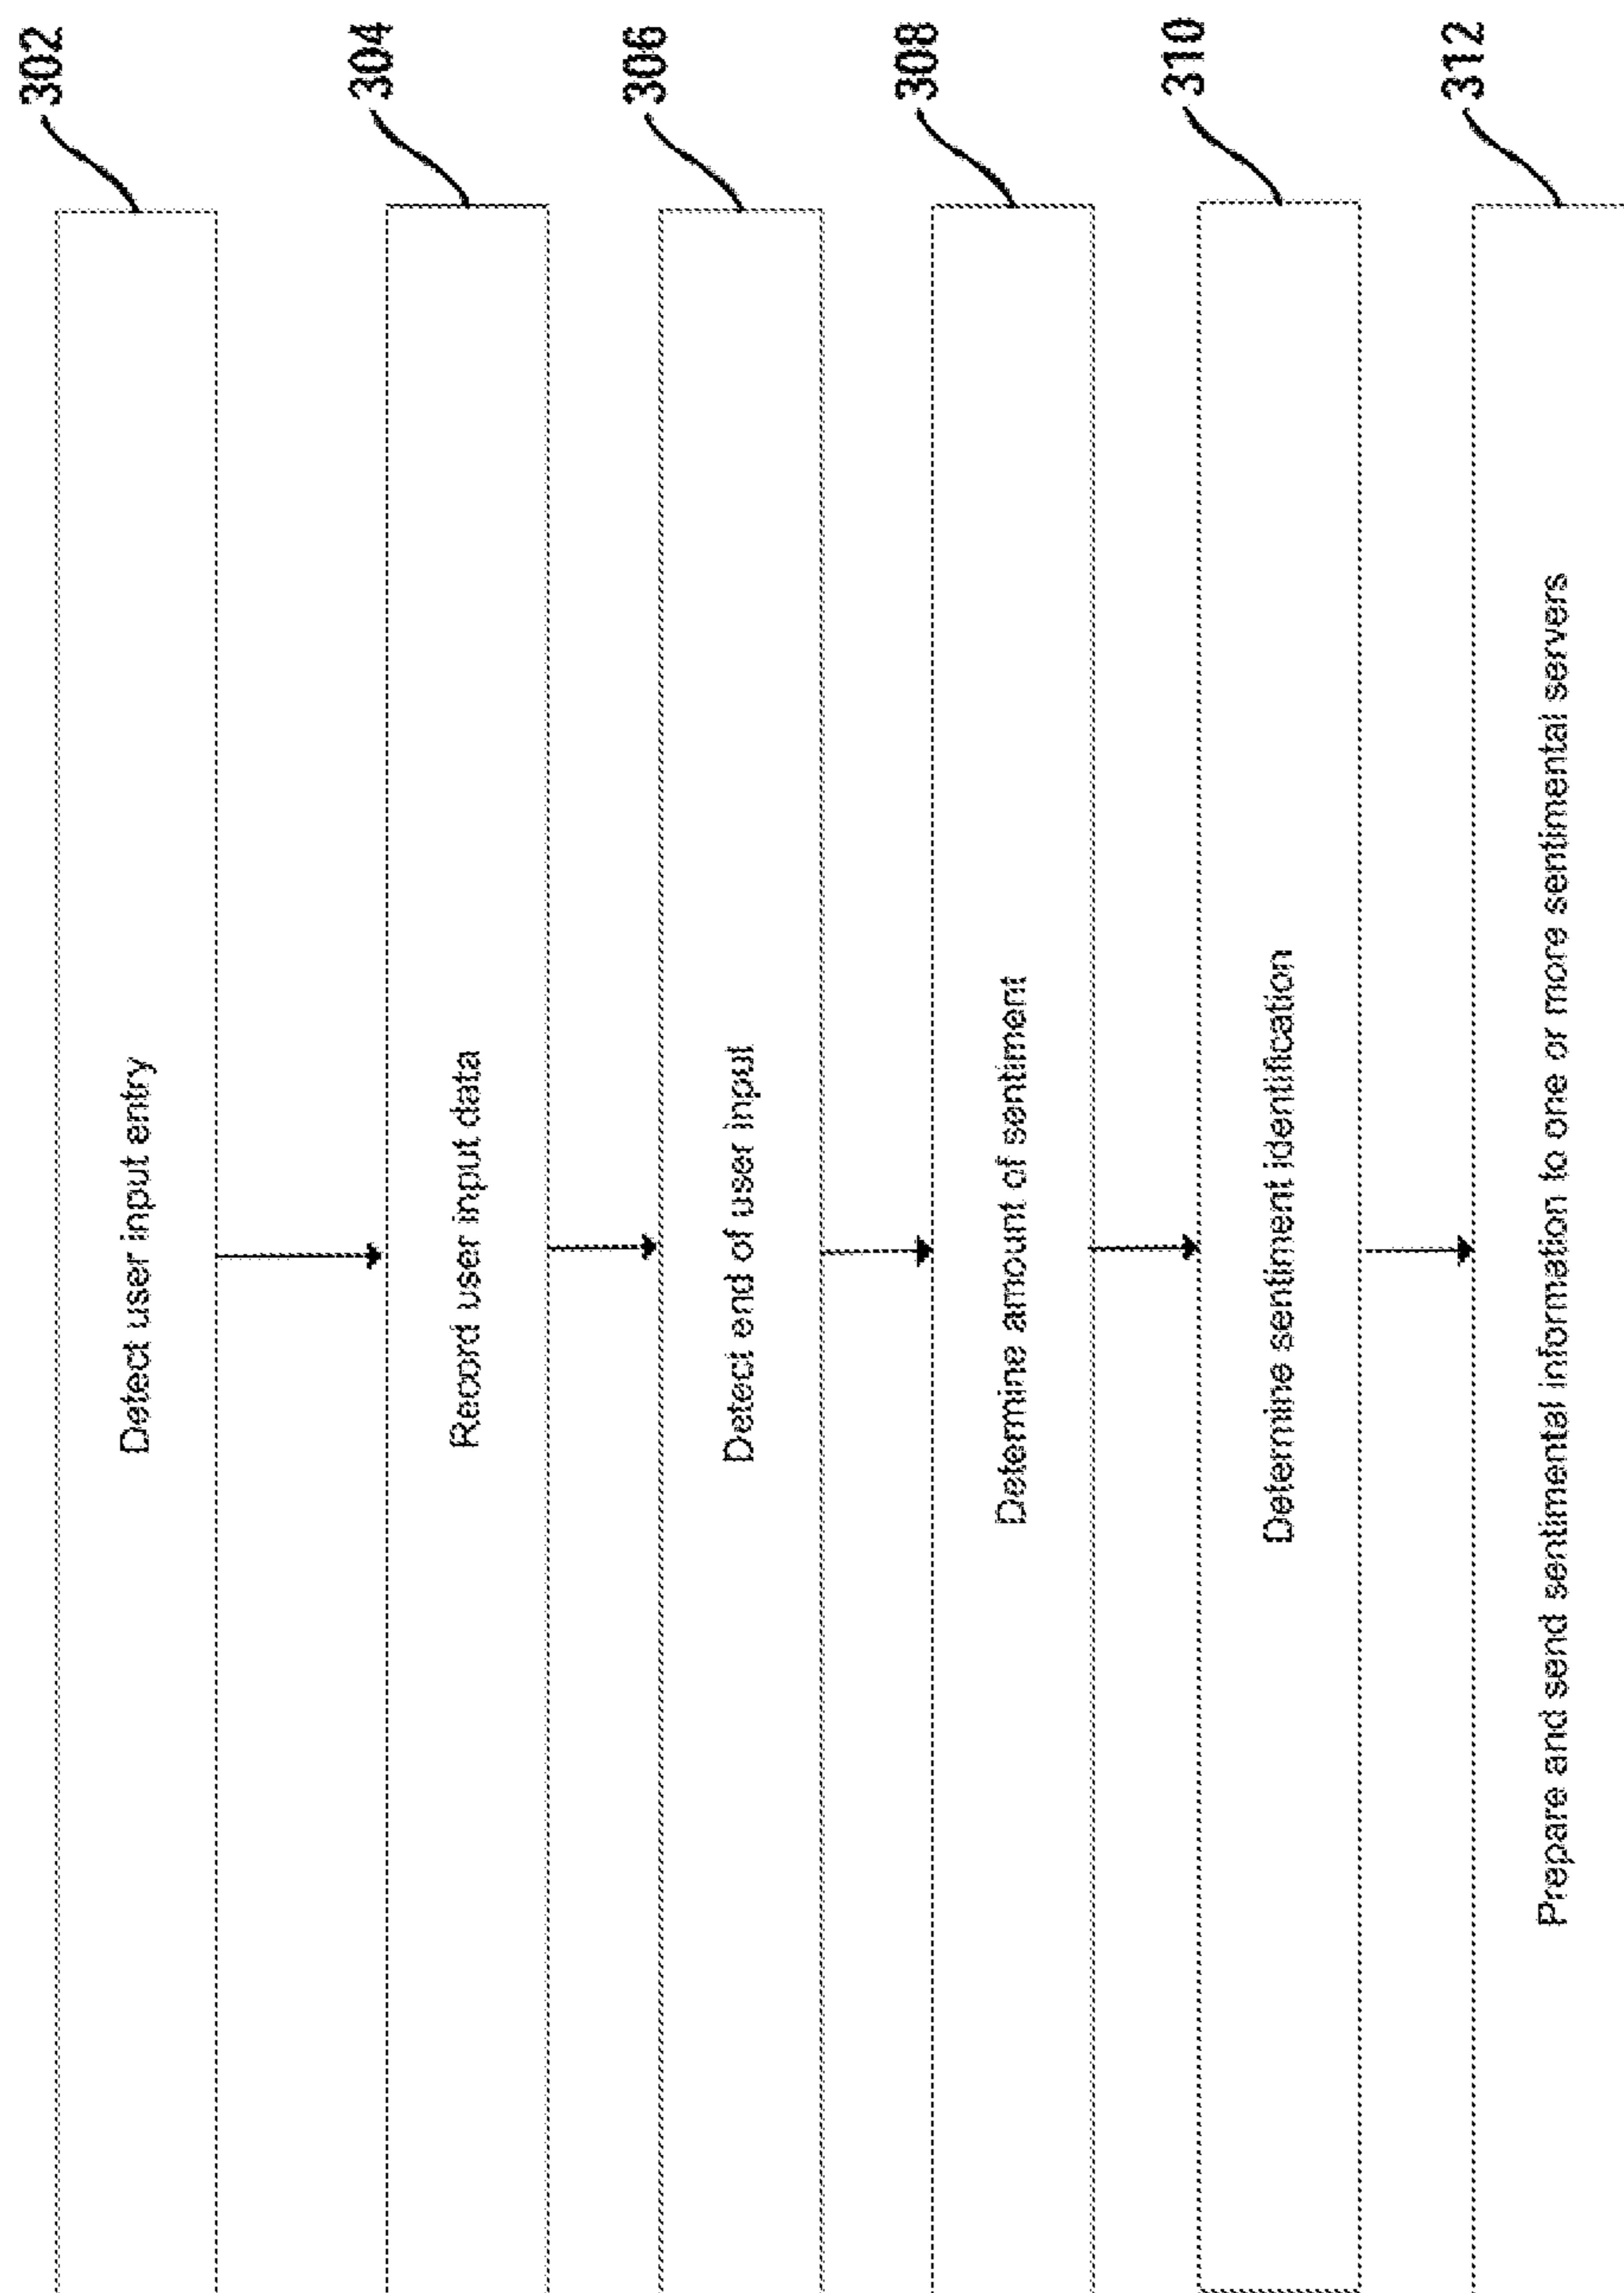 302
Detect user input entry
304
Record user input data
306
Detect end of user input
308
Determine amount of sentiment
310
Determine sentiment identification
312
Prepare and send sentimental information to one or more sentimental servers